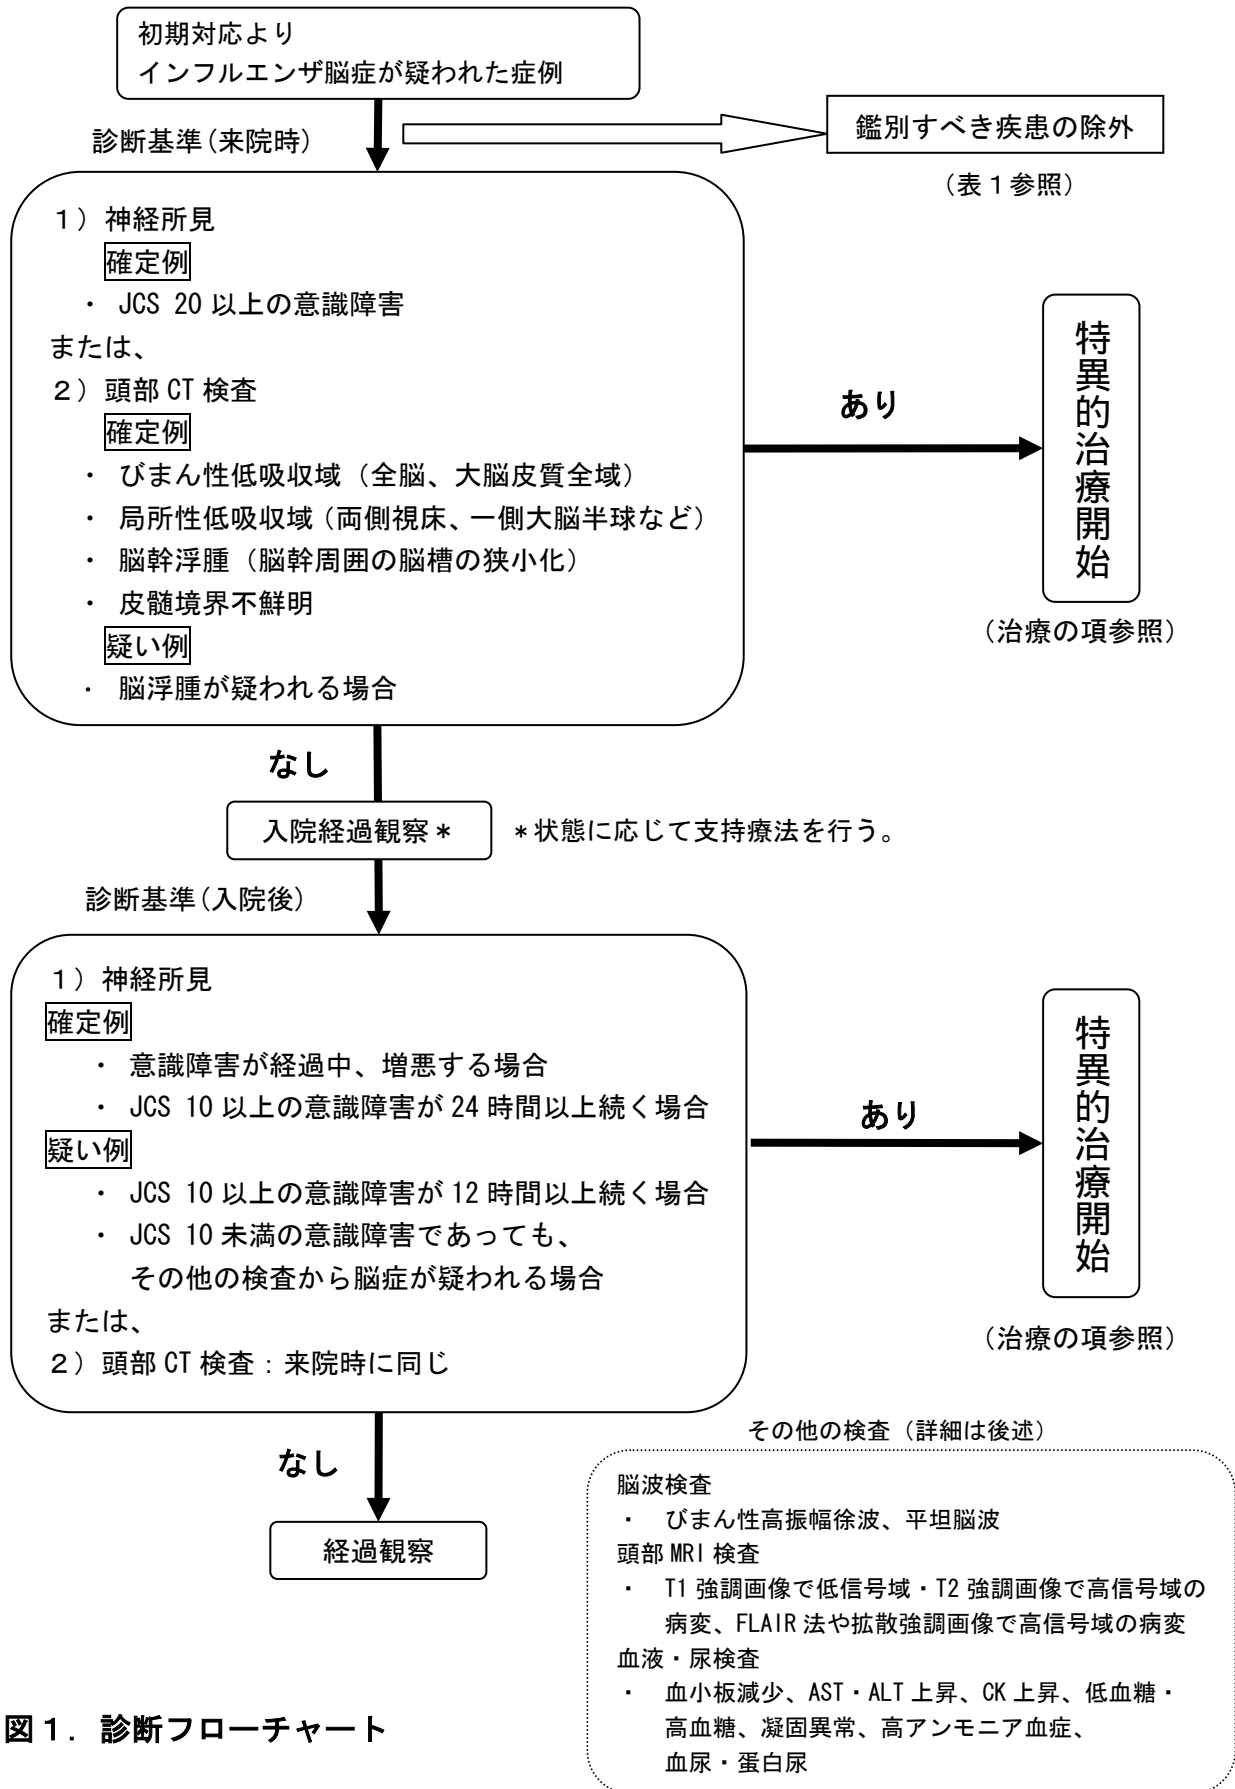 初期対応より
インフルエンザ脳症が疑われた症例
診断基準(来院時)
鑑別すべき疾患の除外
（表１参照）
１）神経所見
確定例
・ JCS 20 以上の意識障害
または、
２）頭部 CT 検査
確定例
・ びまん性低吸収域（全脳、大脳皮質全域）
・ 局所性低吸収域（両側視床、一側大脳半球など）
・ 脳幹浮腫（脳幹周囲の脳槽の狭小化）
・ 皮髄境界不鮮明
疑い例
・ 脳浮腫が疑われる場合
あり
特異的治療開始
（治療の項参照）
なし
入院経過観察＊
＊状態に応じて支持療法を行う。
診断基準(入院後)
１）神経所見
確定例
・ 意識障害が経過中、増悪する場合
・ JCS 10 以上の意識障害が 24 時間以上続く場合
疑い例
・ JCS 10 以上の意識障害が 12 時間以上続く場合
・ JCS 10 未満の意識障害であっても、
その他の検査から脳症が疑われる場合
または、
２）頭部 CT 検査：来院時に同じ
あり
特異的治療開始
（治療の項参照）
なし
経過観察
その他の検査（詳細は後述）
脳波検査
・ びまん性高振幅徐波、平坦脳波
頭部 MRI 検査
・ T1 強調画像で低信号域・T2 強調画像で高信号域の
病変、FLAIR 法や拡散強調画像で高信号域の病変
血液・尿検査
・ 血小板減少、AST・ALT 上昇、CK 上昇、低血糖・
高血糖、凝固異常、高アンモニア血症、
血尿・蛋白尿
図１．診断フローチャート